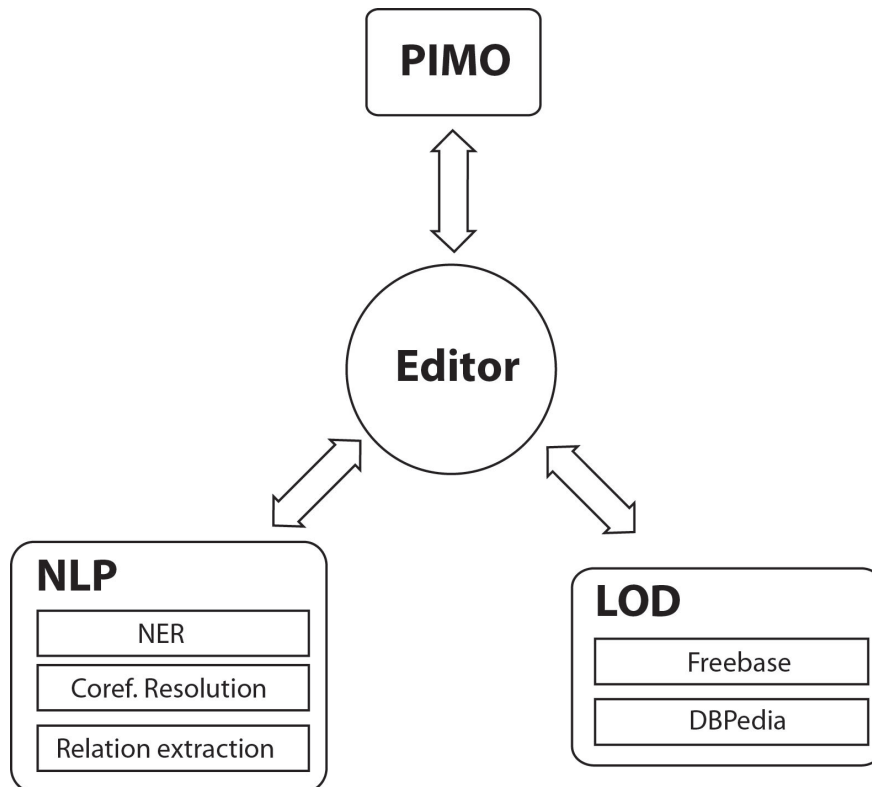 PIMO
Editor
NLP
NER
Coref. Resolution
Relation extraction
LOD
Freebase
DBPedia